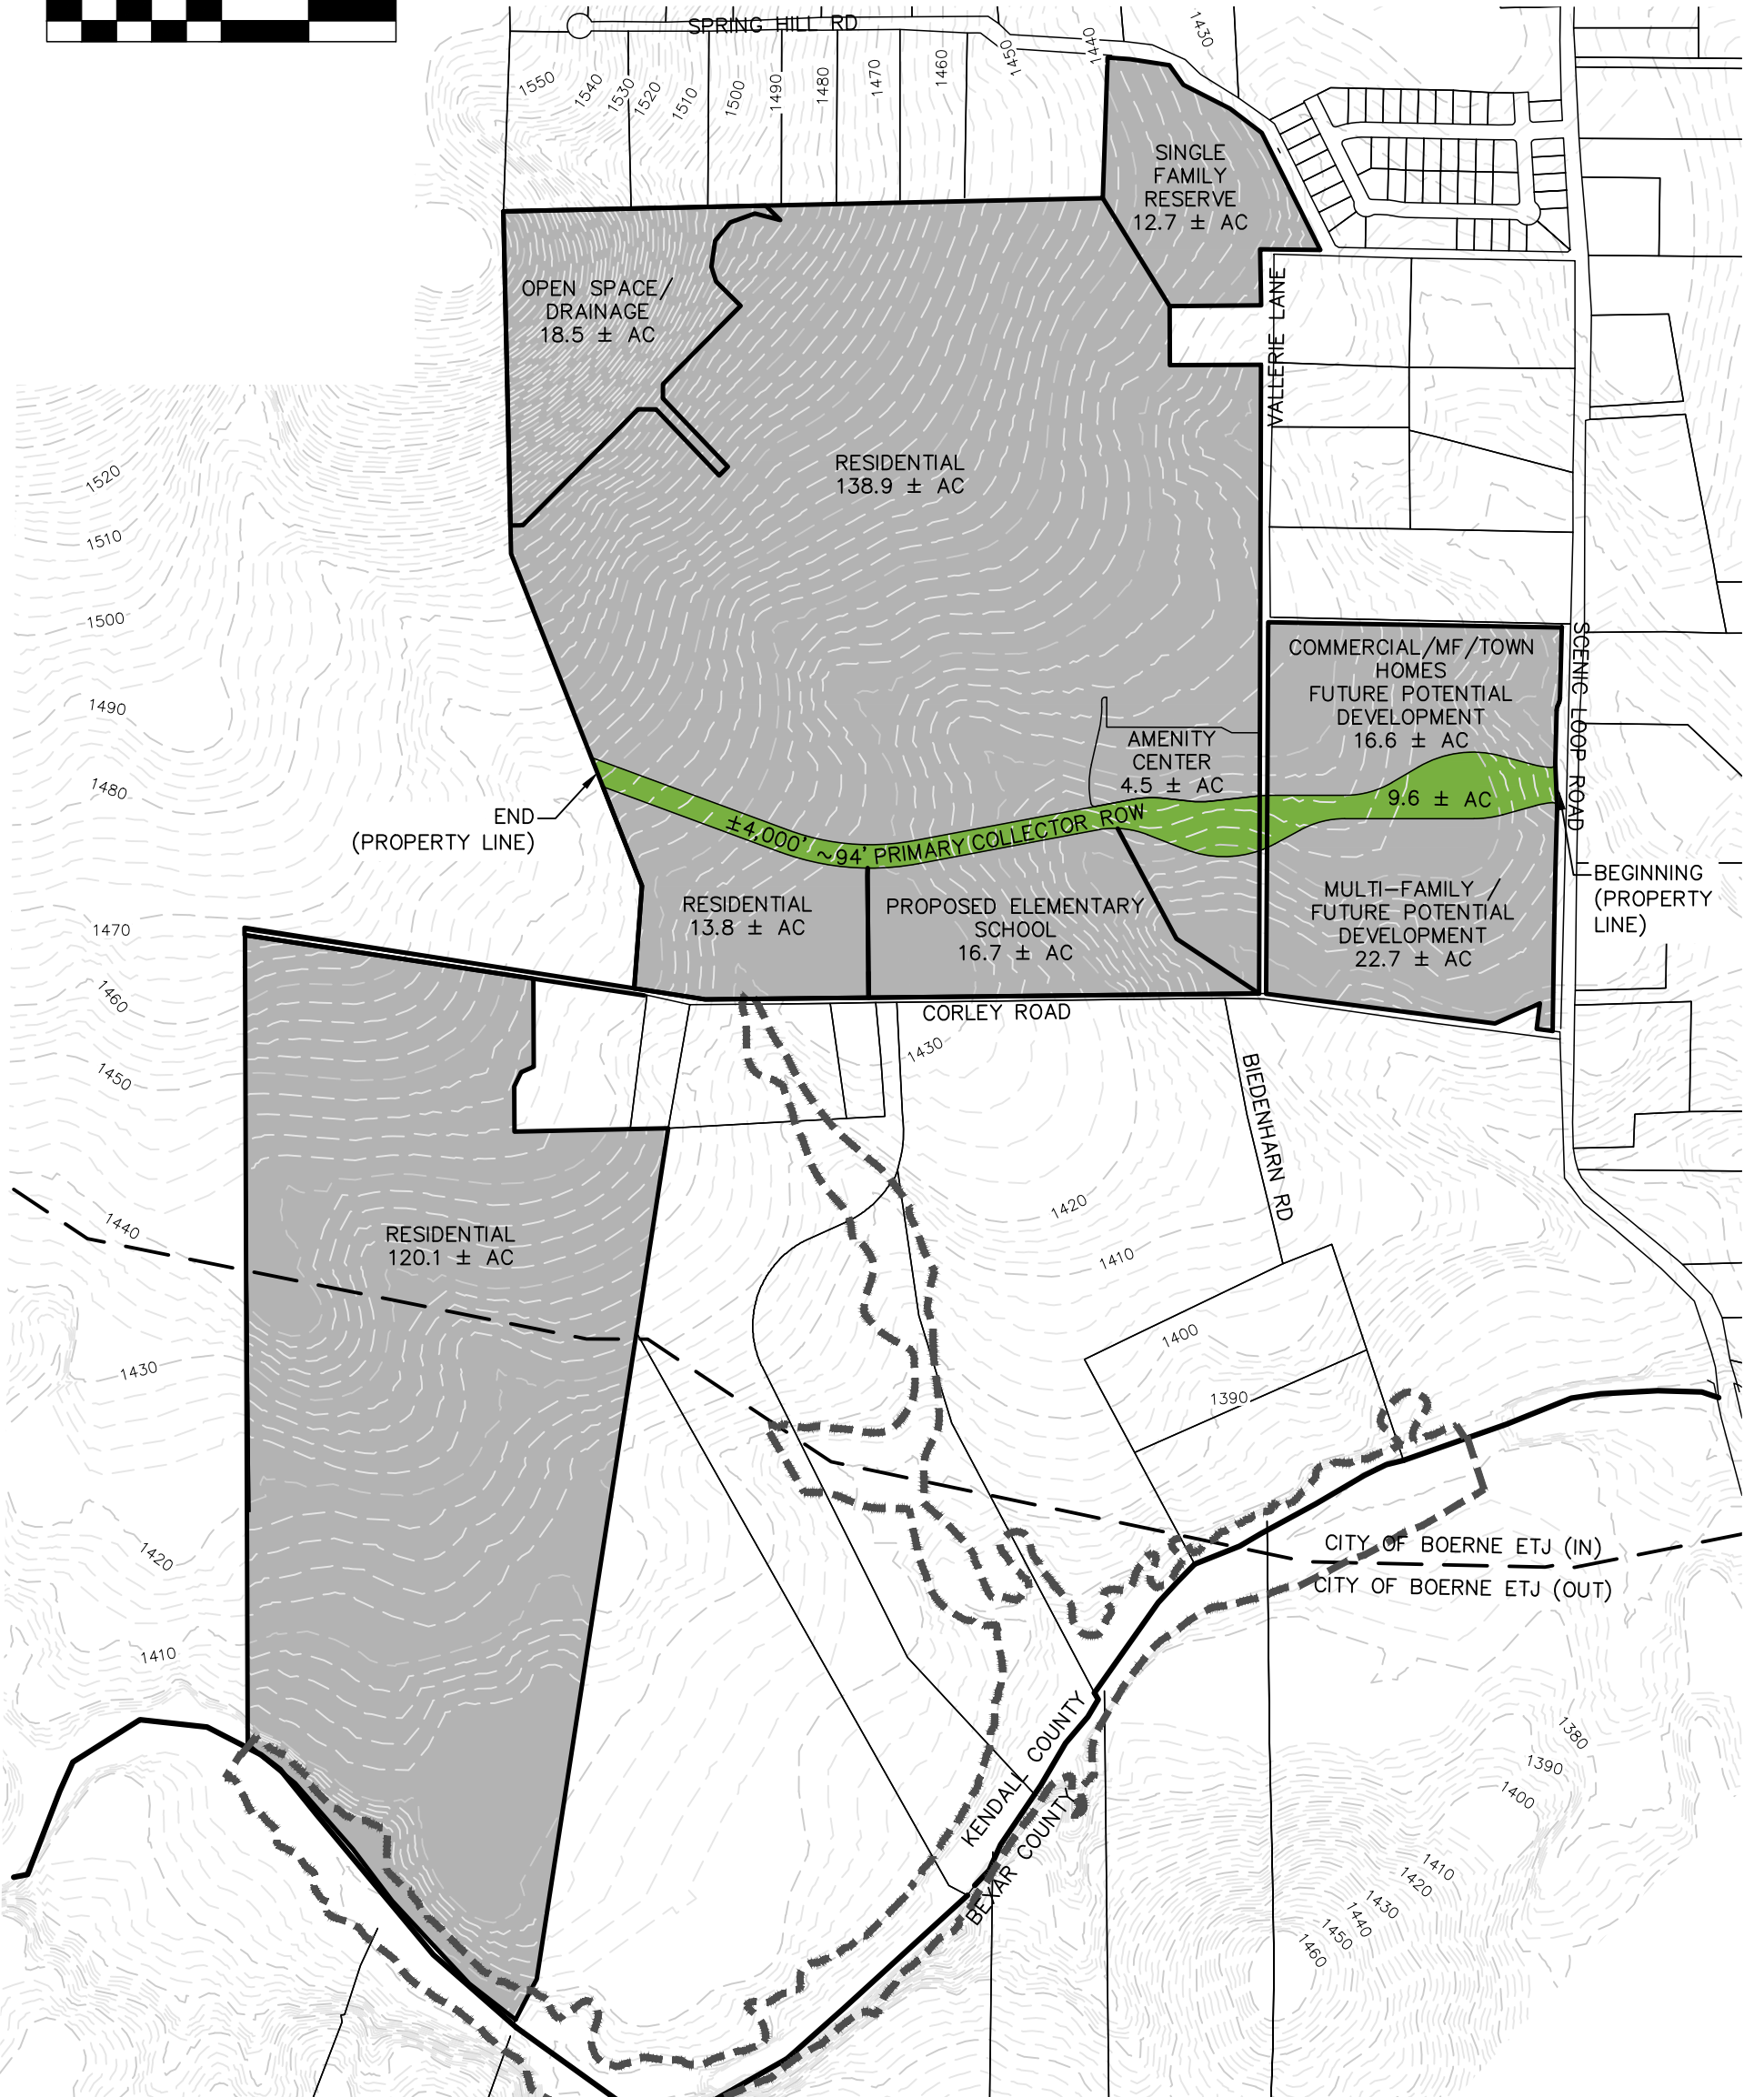 SPRING HILL RD
1550
1540
1530
1520
1510
1500
1490
1480
1470
1460
1450
1440
1430
SINGLE
FAMILY
RESERVE
12.7 ± AC
OPEN SPACE/
DRAINAGE
18.5 ± AC
VALLERIE LANE
RESIDENTIAL
138.9 ± AC
1520
1510
1500
1490
1480
1470
1460
1450
1440
1430
1420
1410
COMMERCIAL/MF/TOWN
HOMES
FUTURE POTENTIAL
DEVELOPMENT
16.6 ± AC
SCENIC LOOP ROAD
AMENITY
CENTER
4.5 ± AC
9.6 ± AC
END
(PROPERTY LINE)
±4,000' ~94' PRIMARY COLLECTOR ROW
BEGINNING
(PROPERTY
LINE)
RESIDENTIAL
13.8 ± AC
PROPOSED ELEMENTARY
SCHOOL
16.7 ± AC
MULTI-FAMILY /
FUTURE POTENTIAL
DEVELOPMENT
22.7 ± AC
CORLEY ROAD
1430
BIEDENHARN RD
1420
1410
1400
1390
RESIDENTIAL
120.1 ± AC
CITY OF BOERNE ETJ (IN)
CITY OF BOERNE ETJ (OUT)
KENDALL COUNTY
BEXAR COUNTY
1380
1390
1400
1410
1420
1430
1440
1450
1460